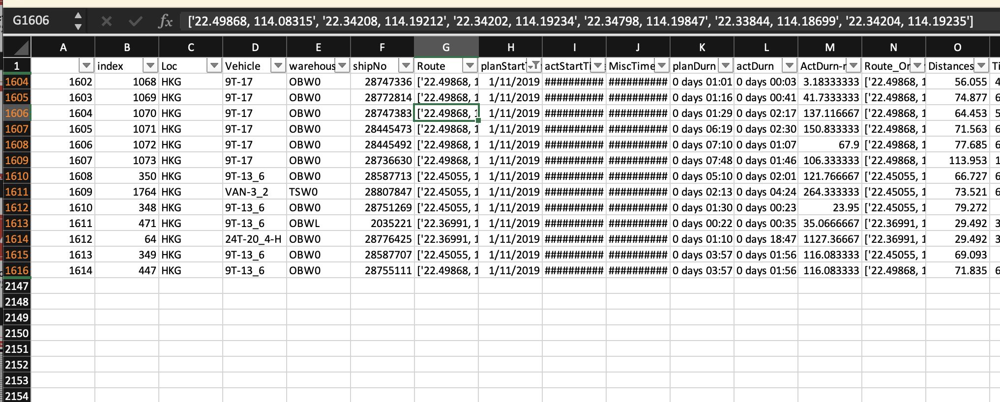 G1606 fx ['22.49868, 114.08315', '22.34208, 114.19212', '22.34202, 114.19234', '22.34798, 114.19847', '22.33844, 114.18699', '22.34204, 114.19235']
A B C D E F G H I J K L M N O
1 index Loc Vehicle warehous shipNo Route planStart actStartTi MiscTime planDurn actDurn ActDurn-r Route_Or Distances Ti
1604 1602 1068 HKG 9T-17 OBW0 28747336 ['22.49868, 1 1/11/2019 ########## ########## 0 days 01:01 0 days 00:03 3.18333333 ['22.49868, 1 56.055 4
1605 1603 1069 HKG 9T-17 OBW0 28772814 ['22.49868, 1 1/11/2019 ########## ########## 0 days 01:16 0 days 00:41 41.7333333 ['22.49868, 1 74.877 6
1606 1604 1070 HKG 9T-17 OBW0 28747383 ['22.49868, 1 1/11/2019 ########## ########## 0 days 01:29 0 days 02:17 137.116667 ['22.49868, 1 64.453 5
1607 1605 1071 HKG 9T-17 OBW0 28445473 ['22.49868, 1 1/11/2019 ########## ########## 0 days 06:19 0 days 02:30 150.833333 ['22.49868, 1 71.563 6
1608 1606 1072 HKG 9T-17 OBW0 28445492 ['22.49868, 1 1/11/2019 ########## ########## 0 days 07:10 0 days 01:07 67.9 ['22.49868, 1 77.685 6
1609 1607 1073 HKG 9T-17 OBW0 28736630 ['22.49868, 1 1/11/2019 ########## ########## 0 days 07:48 0 days 01:46 106.333333 ['22.49868, 1 113.953 1
1610 1608 350 HKG 9T-13_6 OBW0 28587713 ['22.45055, 1 1/11/2019 ########## ########## 0 days 05:10 0 days 02:01 121.766667 ['22.45055, 1 66.727 6
1611 1609 1764 HKG VAN-3_2 TSW0 28807847 ['22.45055, 1 1/11/2019 ########## ########## 0 days 02:13 0 days 04:24 264.333333 ['22.45055, 1 73.521 6
1612 1610 348 HKG 9T-13_6 OBW0 28751269 ['22.45055, 1 1/11/2019 ########## ########## 0 days 01:30 0 days 00:23 23.95 ['22.45055, 1 79.272
1613 1611 471 HKG 9T-13_6 OBWL 2035221 ['22.36991, 1 1/11/2019 ########## ########## 0 days 00:22 0 days 00:35 35.0666667 ['22.36991, 1 29.492 3
1614 1612 64 HKG 24T-20_4-H OBW0 28776425 ['22.36991, 1 1/11/2019 ########## ########## 0 days 01:10 0 days 18:47 1127.36667 ['22.36991, 1 29.492 3
1615 1613 349 HKG 9T-13_6 OBW0 28587707 ['22.45055, 1 1/11/2019 ########## ########## 0 days 03:57 0 days 01:56 116.083333 ['22.45055, 1 69.093
1616 1614 447 HKG 9T-13_6 OBW0 28755111 ['22.49868, 1 1/11/2019 ########## ########## 0 days 03:57 0 days 01:56 116.083333 ['22.49868, 1 71.835 6
2147
2148
2149
2150
2151
2152
2153
2154